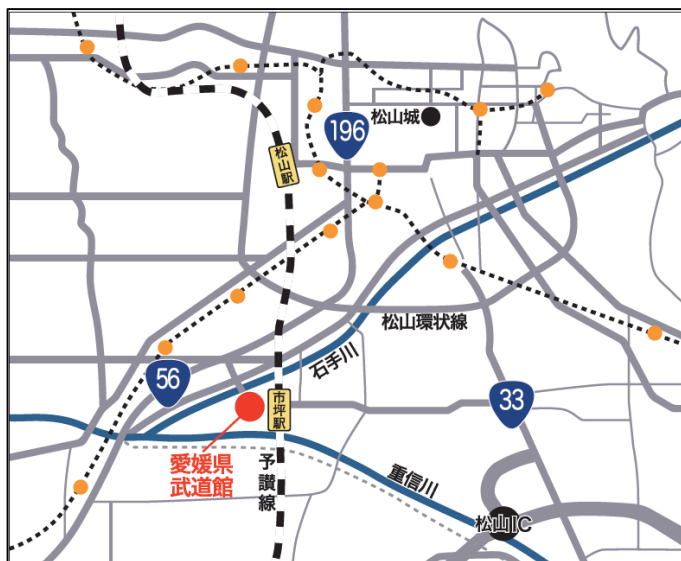 松山城
196
松山駅
松山環状線
石手川
56
33
市坪駅
愛媛県
武道館
予讃線
重信川
松山IC